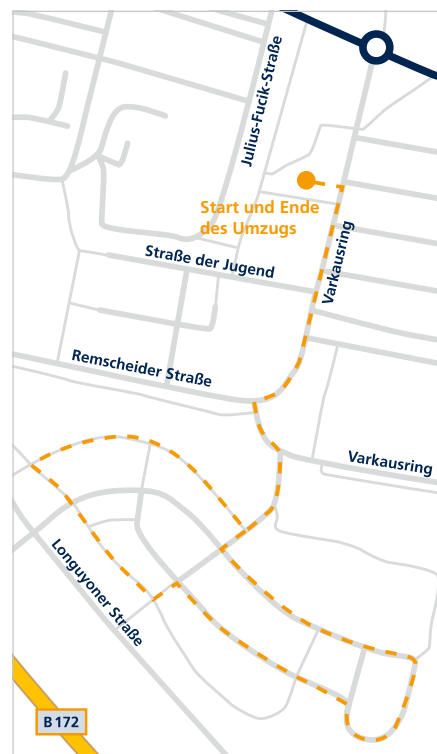 Julius-Fucik-Straße
Start und Ende
des Umzugs
Varkausring
Straße der Jugend
Remscheider Straße
Varkausring
Longuyoner Straße
B 172